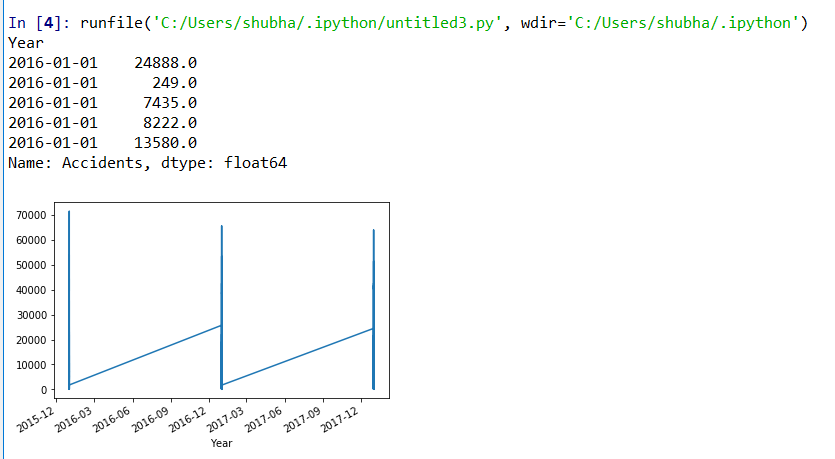 In [4]: runfile('C:/Users/shubha/.ipython/untitled3.py', wdir='C:/Users/shubha/.ipython')
Year
2016-01-01    24888.0
2016-01-01      249.0
2016-01-01     7435.0
2016-01-01     8222.0
2016-01-01    13580.0
Name: Accidents, dtype: float64
70000
60000
50000
40000
30000
20000
10000
0
2015-12 2016-03 2016-06 2016-09 2016-12 2017-03 2017-06 2017-09 2017-12
Year